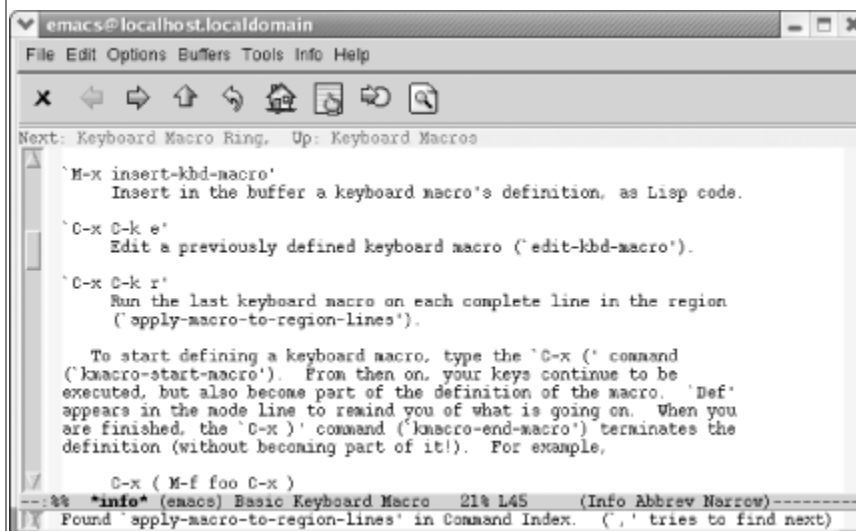 emacs@localhost.localdomain
File Edit Options Buffers Tools Info Help
Next: Keyboard Macro Ring,  Up: Keyboard Macros
`M-x insert-kbd-macro'
Insert in the buffer a keyboard macro's definition, as Lisp code.
`C-x C-k e'
Edit a previously defined keyboard macro (`edit-kbd-macro').
`C-x C-k r'
Run the last keyboard macro on each complete line in the region
(`apply-macro-to-region-lines').
To start defining a keyboard macro, type the `C-x (' command
(`kmacro-start-macro').  From then on, your keys continue to be
executed, but also become part of the definition of the macro.  `Def'
appears in the mode line to remind you of what is going on.  When you
are finished, the `C-x )' command (`kmacro-end-macro') terminates the
definition (without becoming part of it!).  For example,
C-x ( M-f foo C-x )
--:%%  *info* (emacs) Basic Keyboard Macro   21% L45   (Info Abbrev Narrow)---------
Found `apply-macro-to-region-lines' in Command Index.  (`,' tries to find next)